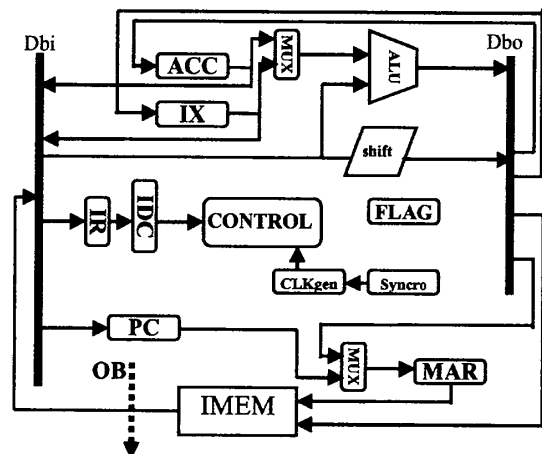 Dbi
Dbo
ACC
MUX
ALU
IX
shift
IR
IDC
CONTROL
FLAG
CLKgen
Syncro
PC
MUX
MAR
OB
IMEM